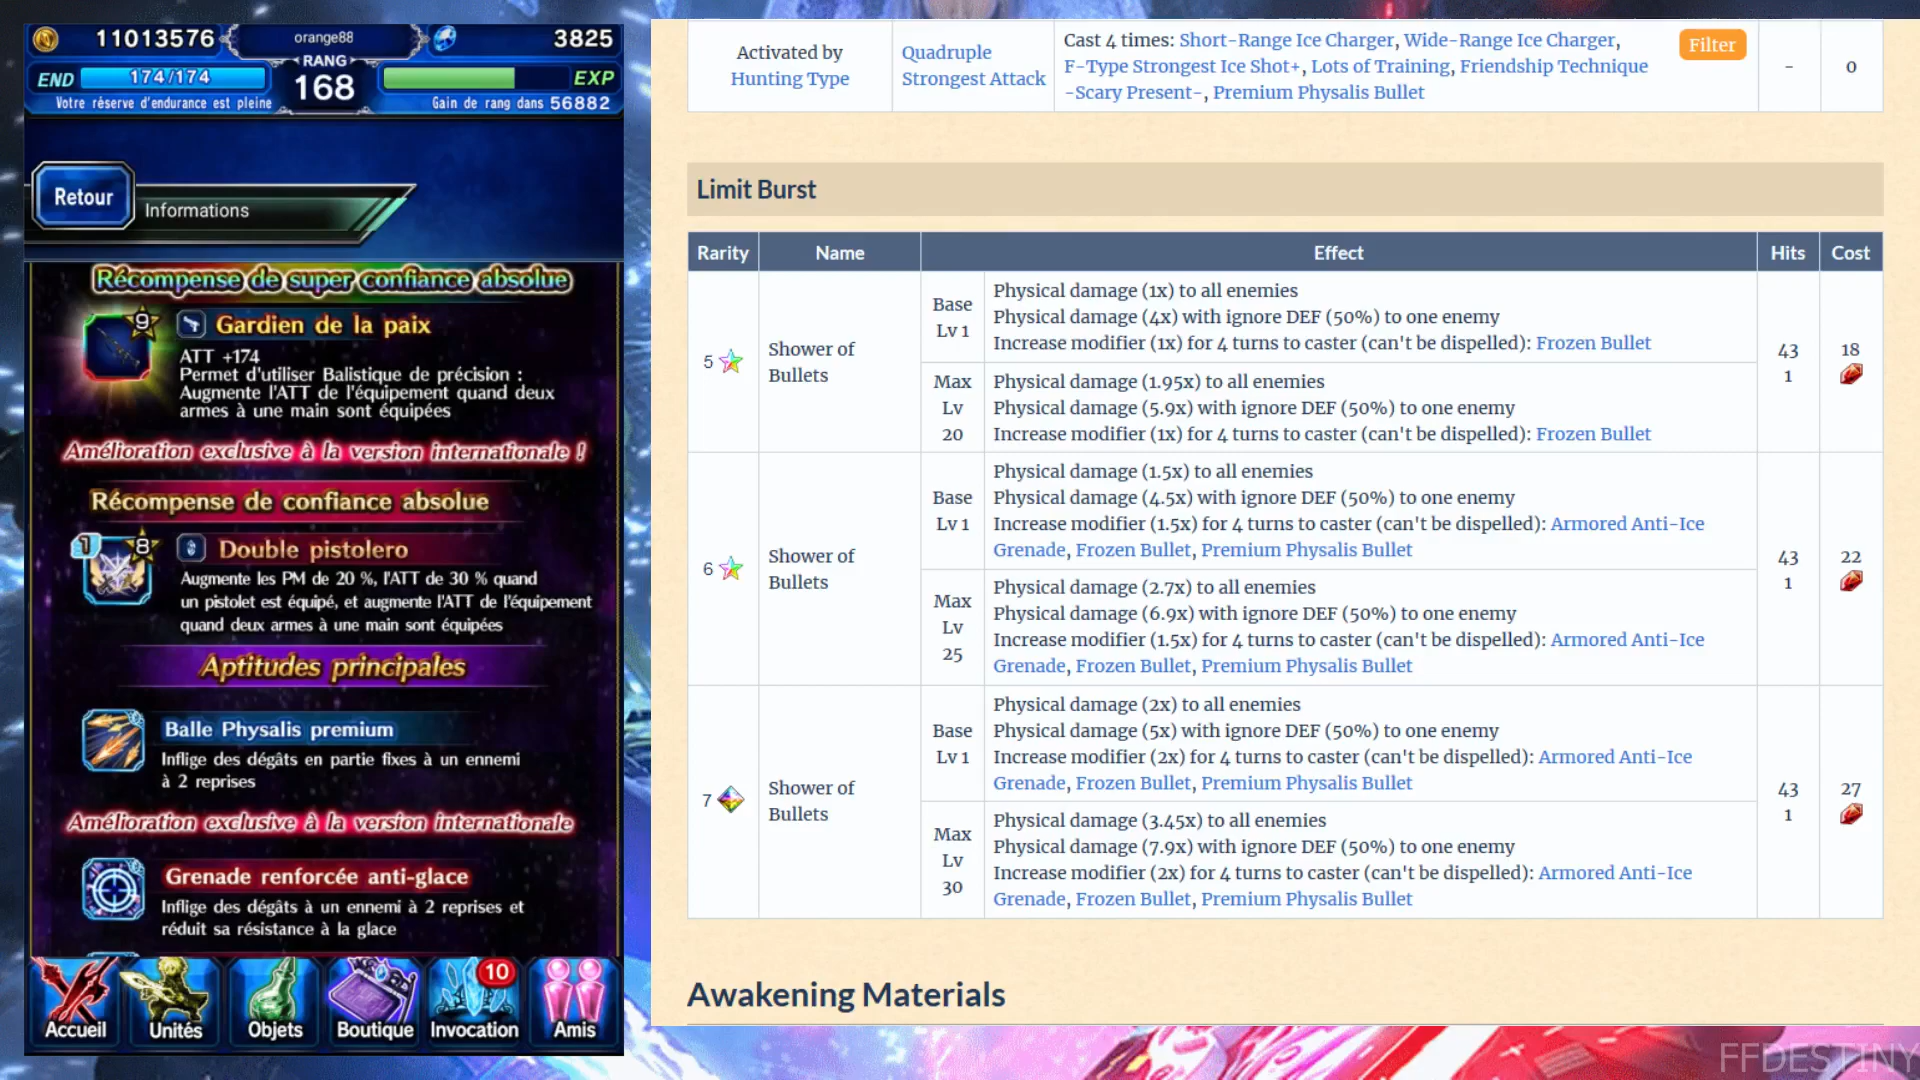 11013576
orange88
3825
RANG
168
END
174/174
EXP
Votre réserve d'endurance est pleine
Gain de rang dans 56882
Retour
Informations
Récompense de super confiance absolue
9
Gardien de la paix
ATT +174
Permet d'utiliser Balistique de précision :
Augmente l'ATT de l'équipement quand deux
armes à une main sont équipées
Amélioration exclusive à la version internationale !
Récompense de confiance absolue
1
8
Double pistolero
Augmente les PM de 20 %, l'ATT de 30 % quand
un pistolet est équipé, et augmente l'ATT de l'équipement
quand deux armes à une main sont équipées
Aptitudes principales
Balle Physalis premium
Inflige des dégâts en partie fixes à un ennemi
à 2 reprises
Amélioration exclusive à la version internationale
Grenade renforcée anti-glace
Inflige des dégâts à un ennemi à 2 reprises et
réduit sa résistance à la glace
10
Accueil
Unités
Objets
Boutique
Invocation
Amis
Activated by
Hunting Type
Quadruple
Strongest Attack
Cast 4 times: Short-Range Ice Charger, Wide-Range Ice Charger,
F-Type Strongest Ice Shot+, Lots of Training, Friendship Technique
-Scary Present-, Premium Physalis Bullet
Filter
-
0
Limit Burst
Rarity
Name
Effect
Hits
Cost
5
Shower of
Bullets
Base
Lv 1
Physical damage (1x) to all enemies
Physical damage (4x) with ignore DEF (50%) to one enemy
Increase modifier (1x) for 4 turns to caster (can't be dispelled): Frozen Bullet
Max
Lv
20
Physical damage (1.95x) to all enemies
Physical damage (5.9x) with ignore DEF (50%) to one enemy
Increase modifier (1x) for 4 turns to caster (can't be dispelled): Frozen Bullet
43
1
18
6
Shower of
Bullets
Base
Lv 1
Physical damage (1.5x) to all enemies
Physical damage (4.5x) with ignore DEF (50%) to one enemy
Increase modifier (1.5x) for 4 turns to caster (can't be dispelled): Armored Anti-Ice
Grenade, Frozen Bullet, Premium Physalis Bullet
Max
Lv
25
Physical damage (2.7x) to all enemies
Physical damage (6.9x) with ignore DEF (50%) to one enemy
Increase modifier (1.5x) for 4 turns to caster (can't be dispelled): Armored Anti-Ice
Grenade, Frozen Bullet, Premium Physalis Bullet
43
1
22
7
Shower of
Bullets
Base
Lv 1
Physical damage (2x) to all enemies
Physical damage (5x) with ignore DEF (50%) to one enemy
Increase modifier (2x) for 4 turns to caster (can't be dispelled): Armored Anti-Ice
Grenade, Frozen Bullet, Premium Physalis Bullet
Max
Lv
30
Physical damage (3.45x) to all enemies
Physical damage (7.9x) with ignore DEF (50%) to one enemy
Increase modifier (2x) for 4 turns to caster (can't be dispelled): Armored Anti-Ice
Grenade, Frozen Bullet, Premium Physalis Bullet
43
1
27
Awakening Materials
FFDESTINY